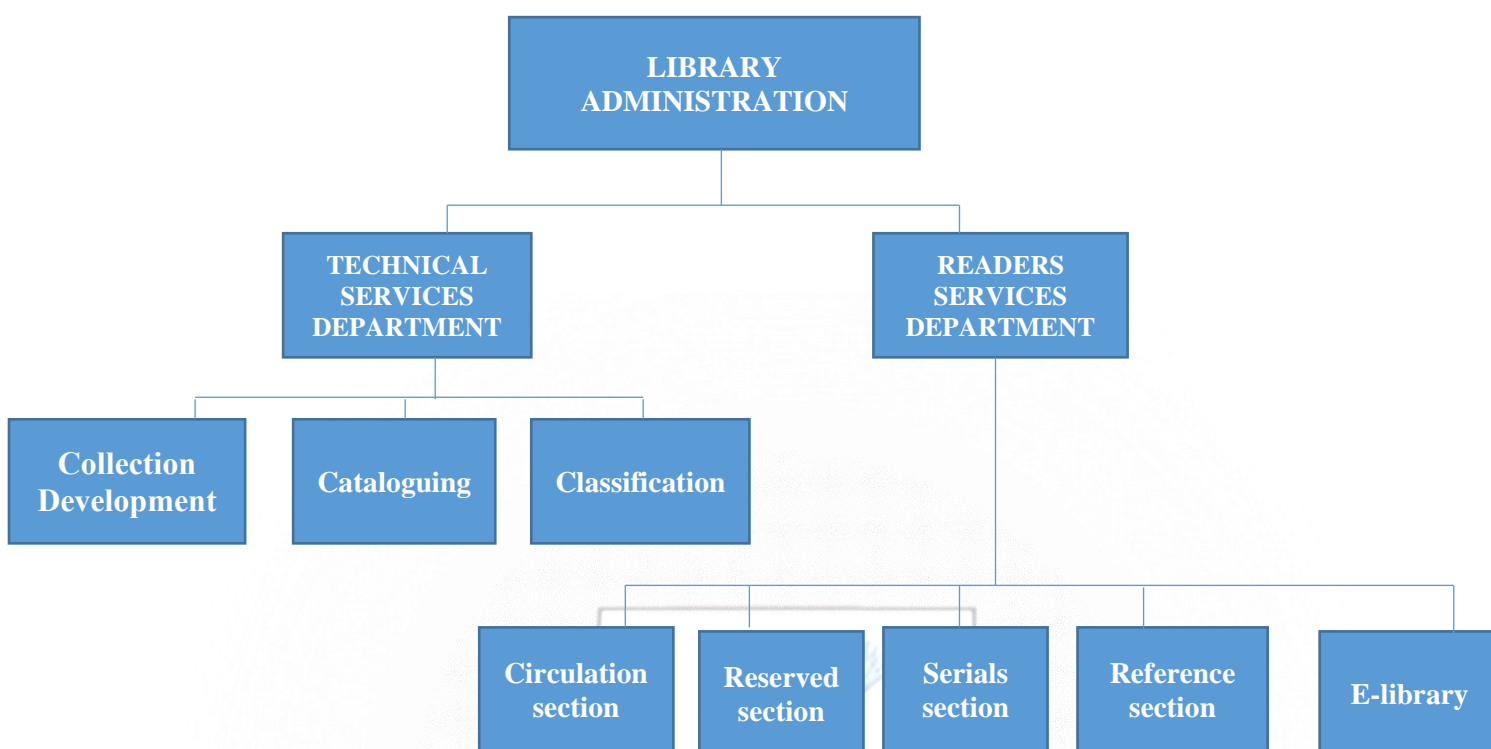 LIBRARY
ADMINISTRATION
TECHNICAL
SERVICES
DEPARTMENT
READERS
SERVICES
DEPARTMENT
Collection
Development
Cataloguing
Classification
Circulation
section
Reserved
section
Serials
section
Reference
section
E-library